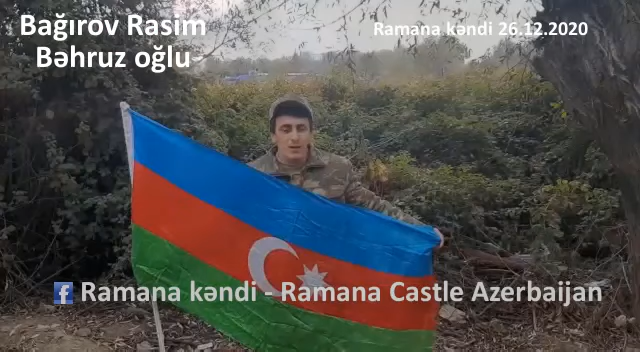 Bağırov Rasim
Bəhruz oğlu
Ramana kəndi 26.12.2020
Ramana kəndi - Ramana Castle Azerbaijan